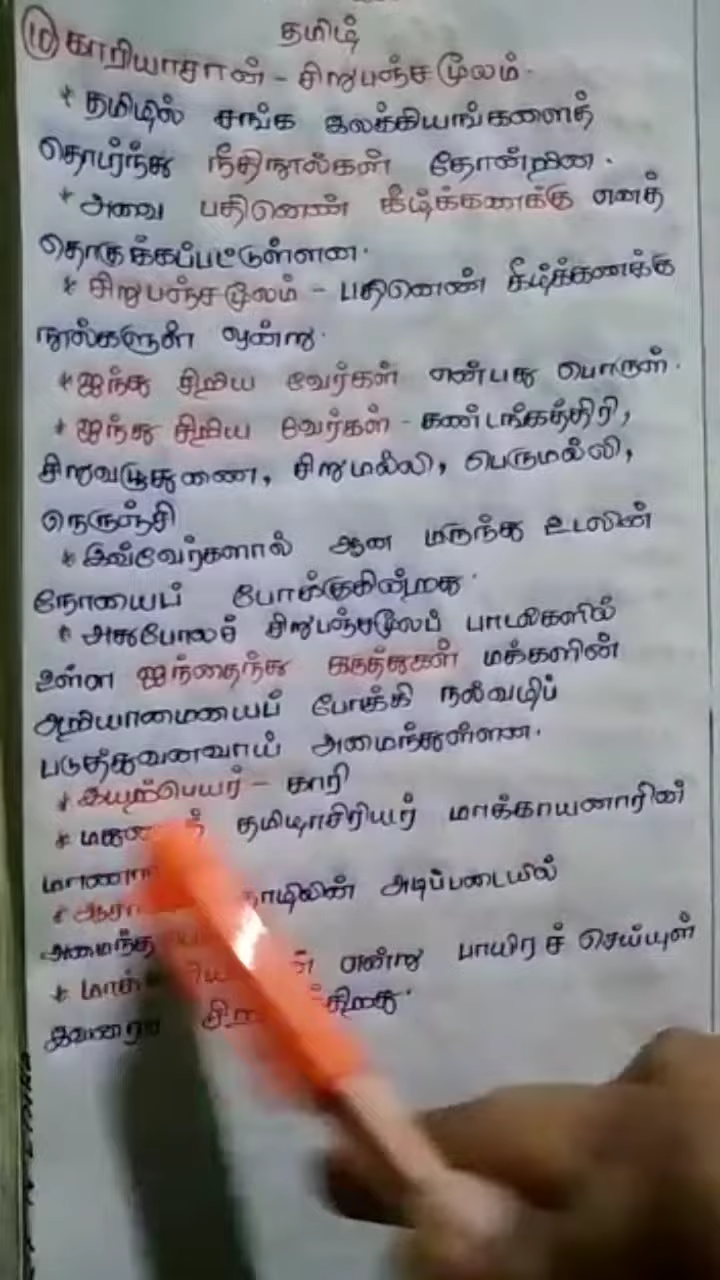 தமிழ்
10 காரியாசான் - சிறுபஞ்சமூலம்.
* தமிழில் சங்க இலக்கியங்களைத்
தொடர்ந்து நீதிநூல்கள் தோன்றின.
* அவை பதினெண் கீழ்க்கணக்கு எனத்
தொகுக்கப்பட்டுள்ளன.
* சிறுபஞ்சமூலம் - பதினெண் கீழ்க்கணக்கு
நூல்களுள் ஒன்று.
* ஐந்து சிறிய வேர்கள் என்பது பொருள்.
* ஐந்து சிறிய வேர்கள் - கண்டங்கத்திரி,
சிறுவழுதுணை, சிறுமல்லி, பெருமல்லி,
நெருஞ்சி
* இவ்வேர்களால் ஆன மருந்து உடலின்
நோயைப் போக்குகின்றது.
* அதுபோலச் சிறுபஞ்சமூலப் பாடல்களில்
உள்ள ஐந்தைந்து கருத்துகள் மக்களின்
அறியாமையைப் போக்கி நல்வழிப்
படுத்துவனவாய் அமைந்துள்ளன.
* இயற்பெயர் - காரி
* தமிழாசிரியர் மாக்காயனாரின்
அடிப்படையில்
அமைந்த
* என்று பாயிரச் செய்யுள்